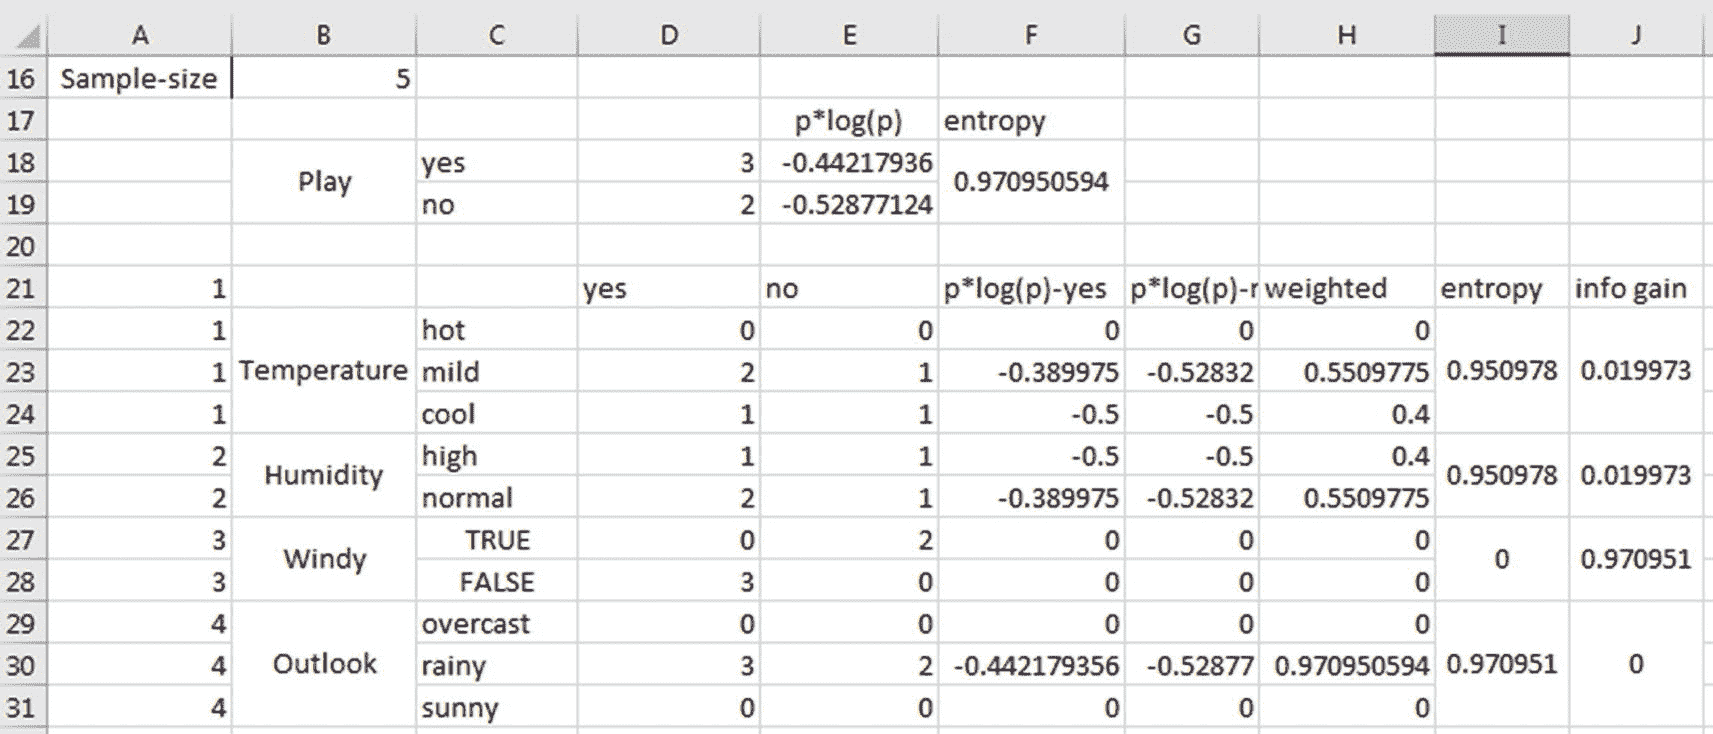 A B C D E F G H I J
16 Sample-size 5
17 p*log(p) entropy
18 Play yes 3 -0.44217936 0.970950594
19 no 2 -0.52877124
20
21 1 yes no p*log(p)-yes p*log(p)-r weighted entropy info gain
22 1 hot 0 0 0 0 0
23 1 Temperature mild 2 1 -0.389975 -0.52832 0.5509775 0.950978 0.019973
24 1 cool 1 1 -0.5 -0.5 0.4
25 2 Humidity high 1 1 -0.5 -0.5 0.4 0.950978 0.019973
26 2 normal 2 1 -0.389975 -0.52832 0.5509775
27 3 Windy TRUE 0 2 0 0 0 0 0.970951
28 3 FALSE 3 0 0 0 0
29 4 overcast 0 0 0 0 0
30 4 Outlook rainy 3 2 -0.442179356 -0.52877 0.970950594 0.970951 0
31 4 sunny 0 0 0 0 0